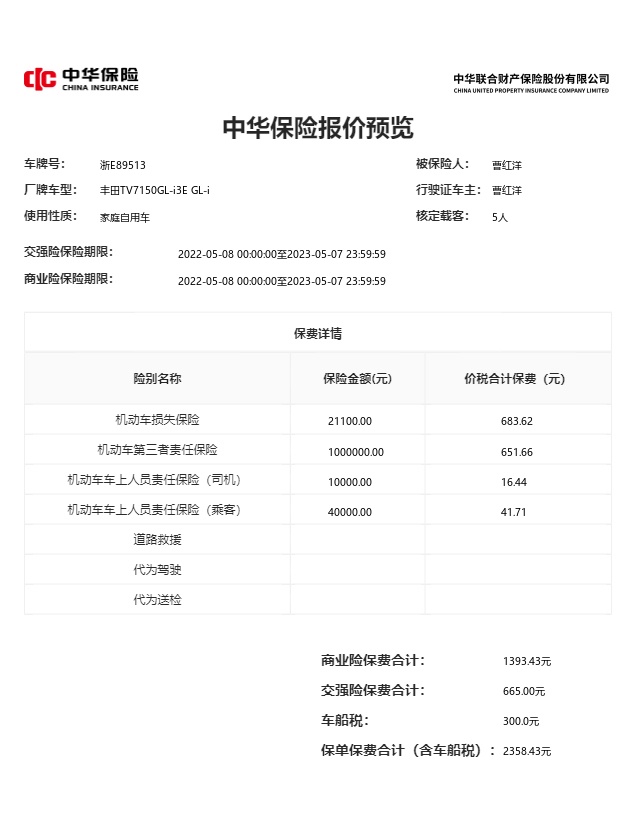 中华保险
CHINA INSURANCE
中华联合财产保险股份有限公司
CHINA UNITED PROPERTY INSURANCE COMPANY LIMITED
中华保险报价预览
车牌号： 浙E89513 被保险人： 曹红洋
厂牌车型： 丰田TV7150GL-i3E GL-i 行驶证车主： 曹红洋
使用性质： 家庭自用车 核定载客： 5人
交强险保险期限： 2022-05-08 00:00:00至2023-05-07 23:59:59
商业险保险期限： 2022-05-08 00:00:00至2023-05-07 23:59:59
保费详情
险别名称 保险金额(元) 价税合计保费（元）
机动车损失保险 21100.00 683.62
机动车第三者责任保险 1000000.00 651.66
机动车车上人员责任保险（司机） 10000.00 16.44
机动车车上人员责任保险（乘客） 40000.00 41.71
道路救援
代为驾驶
代为送检
商业险保费合计： 1393.43元
交强险保费合计： 665.00元
车船税： 300.0元
保单保费合计（含车船税）： 2358.43元